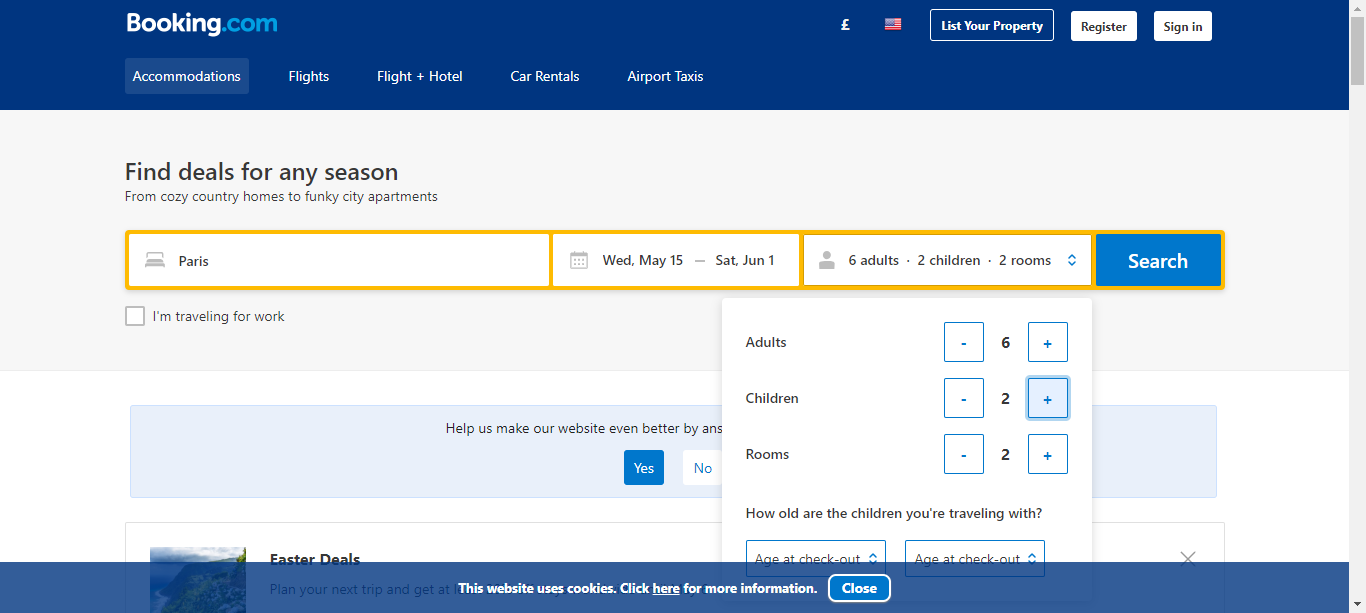 Booking.com
£
List Your Property
Register
Sign in
Accommodations
Flights
Flight + Hotel
Car Rentals
Airport Taxis
Find deals for any season
From cozy country homes to funky city apartments
Paris
Wed, May 15 — Sat, Jun 1
6 adults · 2 children · 2 rooms
Search
I'm traveling for work
Adults - 6 +
Children - 2 +
Rooms - 2 +
How old are the children you're traveling with?
Age at check-out
Age at check-out
Help us make our website even better by ans
Yes
No
Easter Deals
Plan your next trip and get at
This website uses cookies. Click here for more information.
Close